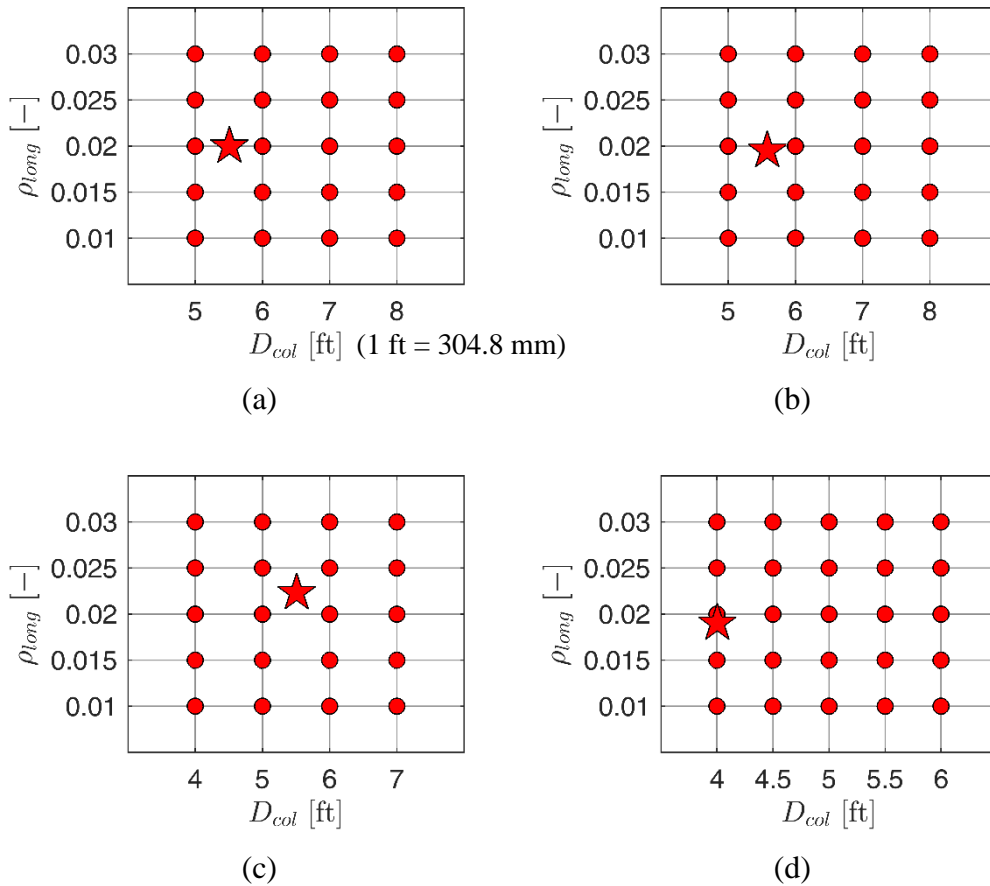 0.03
0.025
0.02
0.015
0.01
ρlong [−]
5 6 7 8
Dcol [ft] (1 ft = 304.8 mm)
(a)
0.03
0.025
0.02
0.015
0.01
ρlong [−]
5 6 7 8
Dcol [ft]
(b)
0.03
0.025
0.02
0.015
0.01
ρlong [−]
4 5 6 7
Dcol [ft]
(c)
0.03
0.025
0.02
0.015
0.01
ρlong [−]
4 4.5 5 5.5 6
Dcol [ft]
(d)